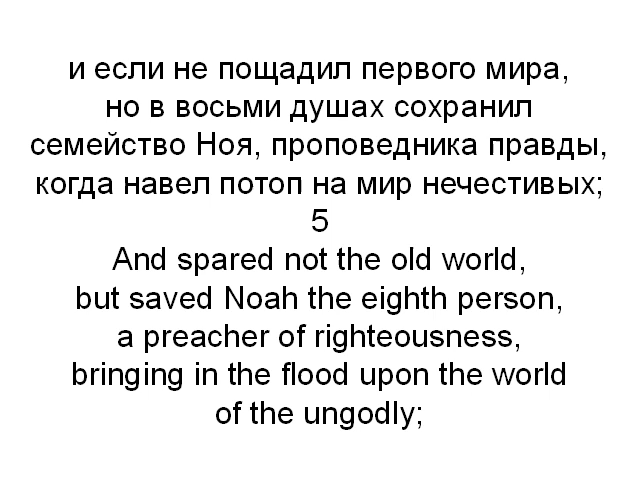 и если не пощадил первого мира,
но в восьми душах сохранил
семейство Ноя, проповедника правды,
когда навел потоп на мир нечестивых;
5
And spared not the old world,
but saved Noah the eighth person,
a preacher of righteousness,
bringing in the flood upon the world
of the ungodly;